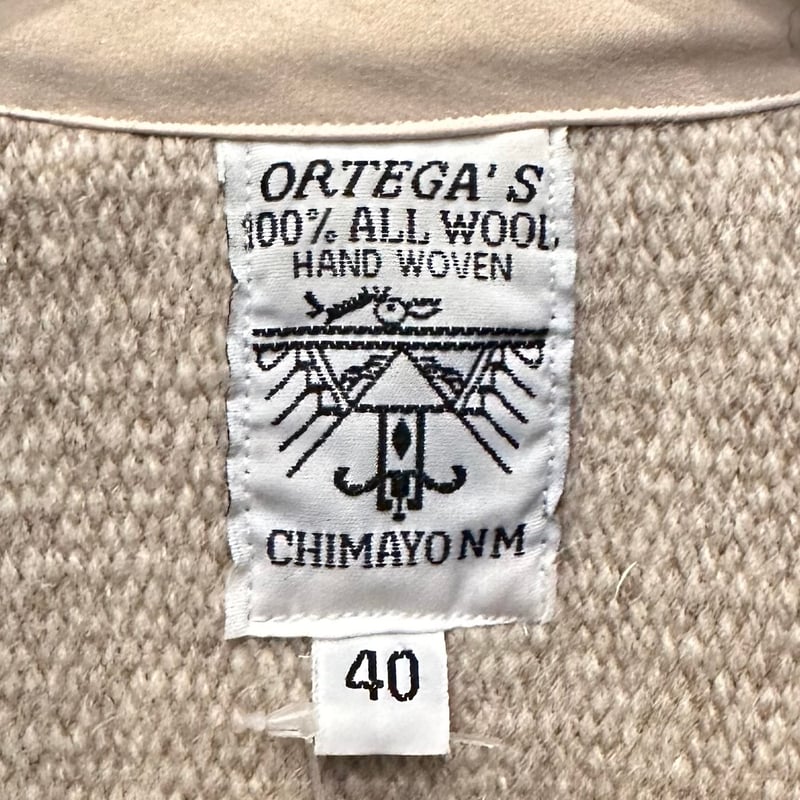 ORTEGA'S
100% ALL WOOL
HAND WOVEN
CHIMAYO NM
40